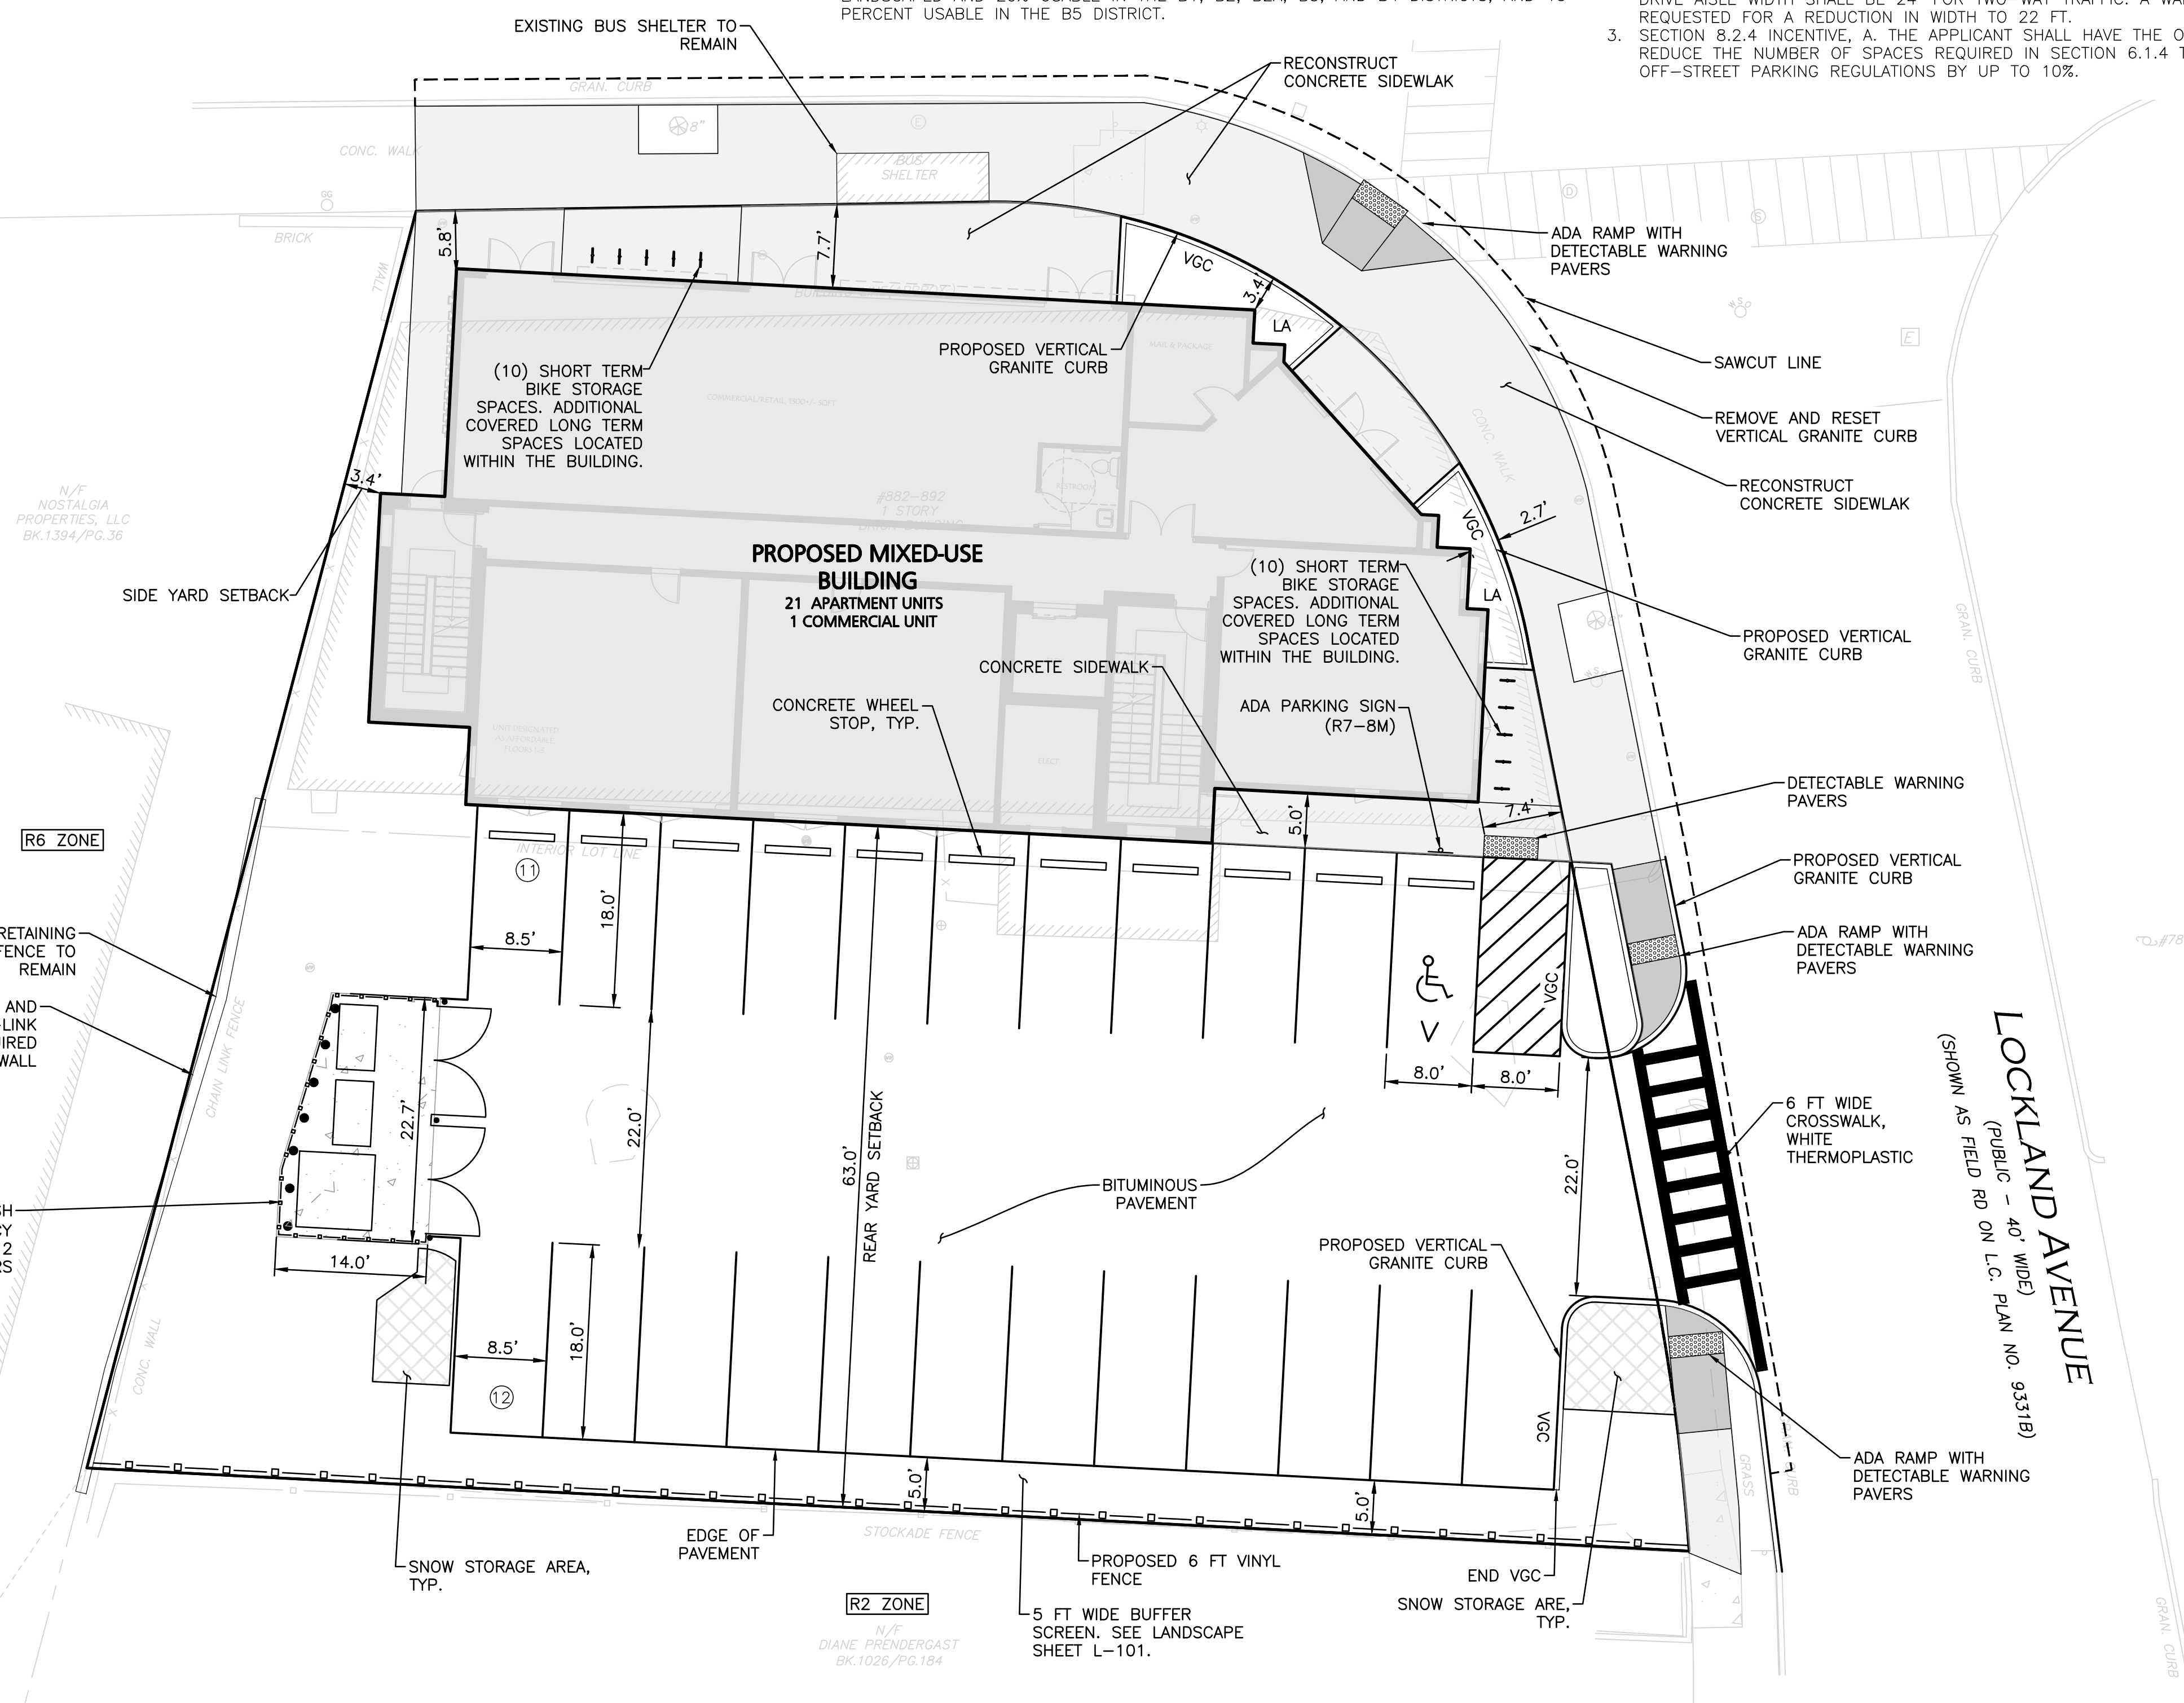 LANDSCAPED AND 20% USABLE IN THE B1, B2, B2A, B3, AND B4 DISTRICTS, AND 10
PERCENT USABLE IN THE B5 DISTRICT.
REQUESTED FOR A REDUCTION IN WIDTH TO 22 FT.
3. SECTION 8.2.4 INCENTIVE, A. THE APPLICANT SHALL HAVE THE
REDUCE THE NUMBER OF SPACES REQUIRED IN SECTION 6.1.4
OFF-STREET PARKING REGULATIONS BY UP TO 10%.
EXISTING BUS SHELTER TO
REMAIN
RECONSTRUCT
CONCRETE SIDEWLAK
GRAN. CURB
8"
E
CONC. WALK
BUS
SHELTER
GG
BRICK
WALL
D
S
5.8'
7.7'
VGC
3.4'
LA
ADA RAMP WITH
DETECTABLE WARNING
PAVERS
E
SAWCUT LINE
MAIL & PACKAGE
PROPOSED VERTICAL
GRANITE CURB
(10) SHORT TERM
BIKE STORAGE
SPACES. ADDITIONAL
COVERED LONG TERM
SPACES LOCATED
WITHIN THE BUILDING.
CONC. WALK
REMOVE AND RESET
VERTICAL GRANITE CURB
RECONSTRUCT
CONCRETE SIDEWLAK
3.4'
N/F
NOSTALGIA
PROPERTIES, LLC
BK.1394/PG.36
RESTROOM
#882-892
1 STORY
VGC
2.7'
PROPOSED MIXED-USE
BUILDING
21 APARTMENT UNITS
1 COMMERCIAL UNIT
(10) SHORT TERM
BIKE STORAGE
SPACES. ADDITIONAL
COVERED LONG TERM
SPACES LOCATED
WITHIN THE BUILDING.
LA
SIDE YARD SETBACK
GRAN. CURB
PROPOSED VERTICAL
GRANITE CURB
CONCRETE SIDEWALK
CONCRETE WHEEL
STOP, TYP.
ADA PARKING SIGN
(R7-8M)
ELECT
DETECTABLE WARNING
PAVERS
7.4'
5.0'
R6 ZONE
INTERIOR LOT LINE
11
PROPOSED VERTICAL
GRANITE CURB
18.0'
8.5'
RETAINING
FENCE TO
REMAIN
ADA RAMP WITH
DETECTABLE WARNING
PAVERS
#78
VGC
AND
LINK
WALL
CHAIN LINK FENCE
8.0'
8.0'
22.7'
22.0'
63.0'
REAR YARD SETBACK
22.0'
6 FT WIDE
CROSSWALK,
WHITE
THERMOPLASTIC
LOCKLAND AVENUE
(PUBLIC - 40' WIDE)
(SHOWN AS FIELD RD ON L.C. PLAN NO. 9331B)
BITUMINOUS
PAVEMENT
14.0'
PROPOSED VERTICAL
GRANITE CURB
CONC. WALL
18.0'
8.5'
12
VGC
GRASS
CURB
ADA RAMP WITH
DETECTABLE WARNING
PAVERS
5.0'
5.0'
STOCKADE FENCE
EDGE OF
PAVEMENT
SNOW STORAGE AREA,
TYP.
PROPOSED 6 FT VINYL
FENCE
END VGC
SNOW STORAGE ARE,
TYP.
R2 ZONE
5 FT WIDE BUFFER
SCREEN. SEE LANDSCAPE
SHEET L-101.
N/F
DIANE PRENDERGAST
BK.1026/PG.184
GRAN. CURB